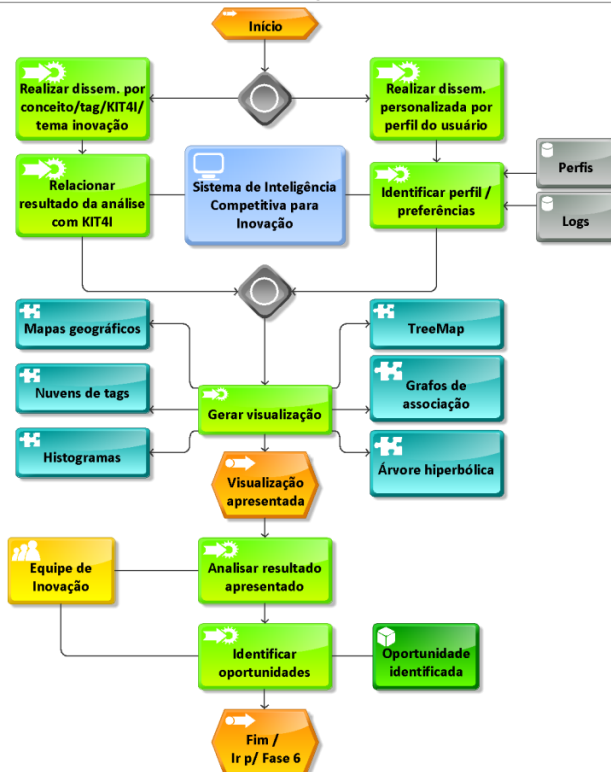 Início
Realizar dissem. por
conceito/tag/KIT4I/
tema inovação
Realizar dissem.
personalizada por
perfil do usuário
Relacionar
resultado da análise
com KIT4I
Sistema de Inteligência
Competitiva para
Inovação
Identificar perfil /
preferências
Perfis
Logs
Mapas geográficos
TreeMap
Nuvens de tags
Grafos de
associação
Gerar visualização
Histogramas
Árvore hiperbólica
Visualização
apresentada
Equipe de
Inovação
Analisar resultado
apresentado
Identificar
oportunidades
Oportunidade
identificada
Fim /
Ir p/ Fase 6